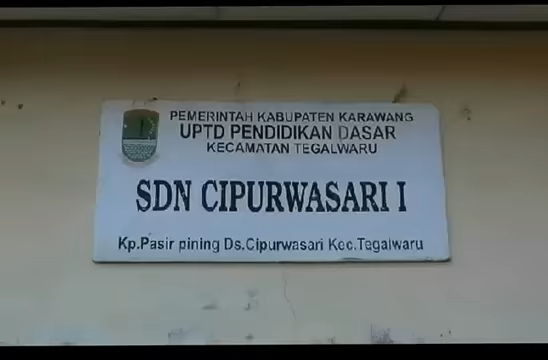 PEMERINTAH KABUPATEN KARAWANG
UPTD PENDIDIKAN DASAR
KECAMATAN TEGALWARU
SDN CIPURWASARI I
Kp.Pasir pining Ds.Cipurwasari Kec.Tegalwaru